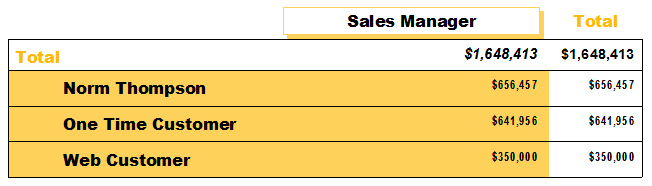 Sales Manager Total
Total $1,648,413 $1,648,413
Norm Thompson $656,457 $656,457
One Time Customer $641,956 $641,956
Web Customer $350,000 $350,000